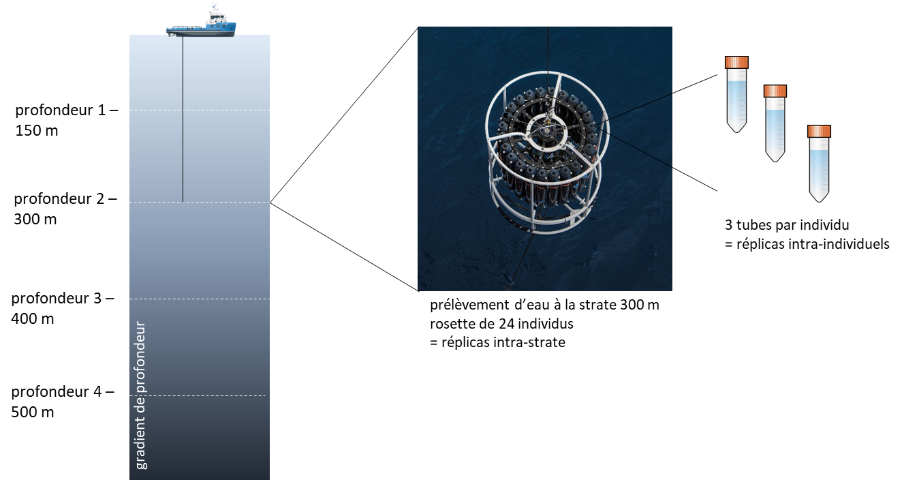 profondeur 1 –
150 m
profondeur 2 –
300 m
profondeur 3 –
400 m
profondeur 4 –
500 m
gradient de profondeur
prélèvement d'eau à la strate 300 m
rosette de 24 individus
= réplicas intra-strate
3 tubes par individu
= réplicas intra-individuels